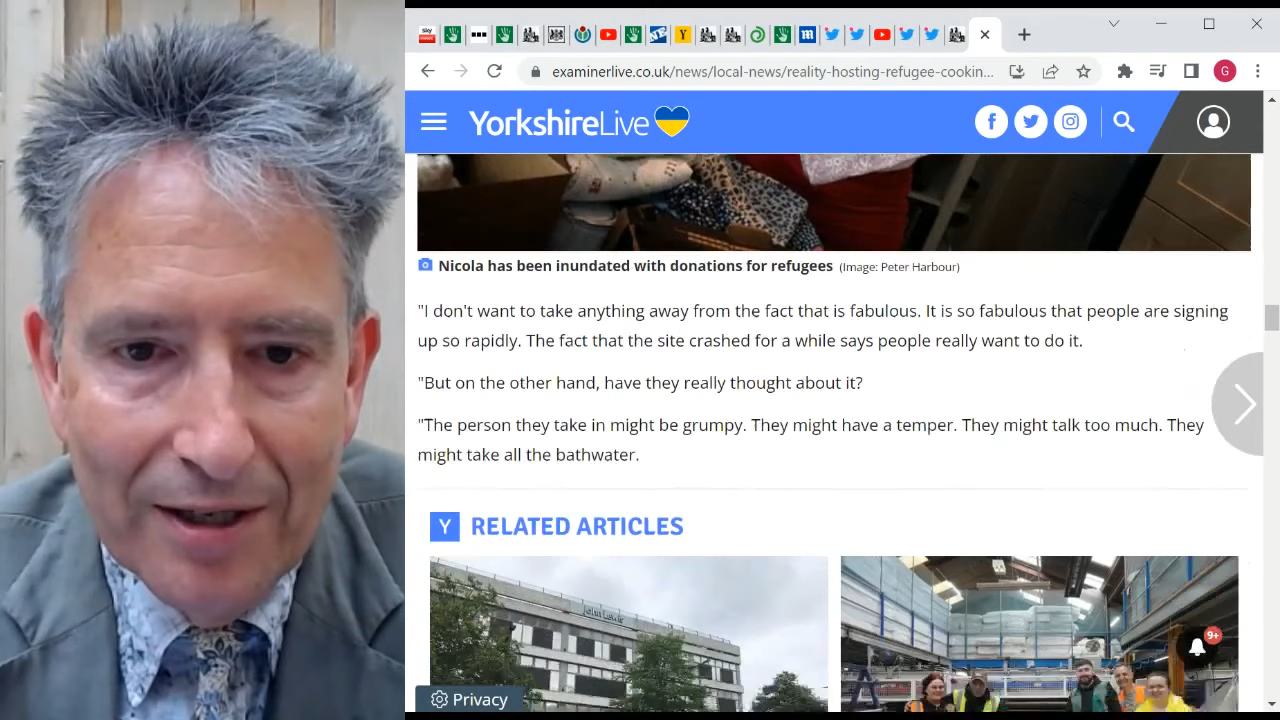 sky
news
NE
Y
m
examinerlive.co.uk/news/local-news/reality-hosting-refugee-cookin...
G
YorkshireLive
Nicola has been inundated with donations for refugees (Image: Peter Harbour)
"I don't want to take anything away from the fact that is fabulous. It is so fabulous that people are signing
up so rapidly. The fact that the site crashed for a while says people really want to do it.
"But on the other hand, have they really thought about it?
"The person they take in might be grumpy. They might have a temper. They might talk too much. They
might take all the bathwater.
Y RELATED ARTICLES
John Lewis
9+
Privacy